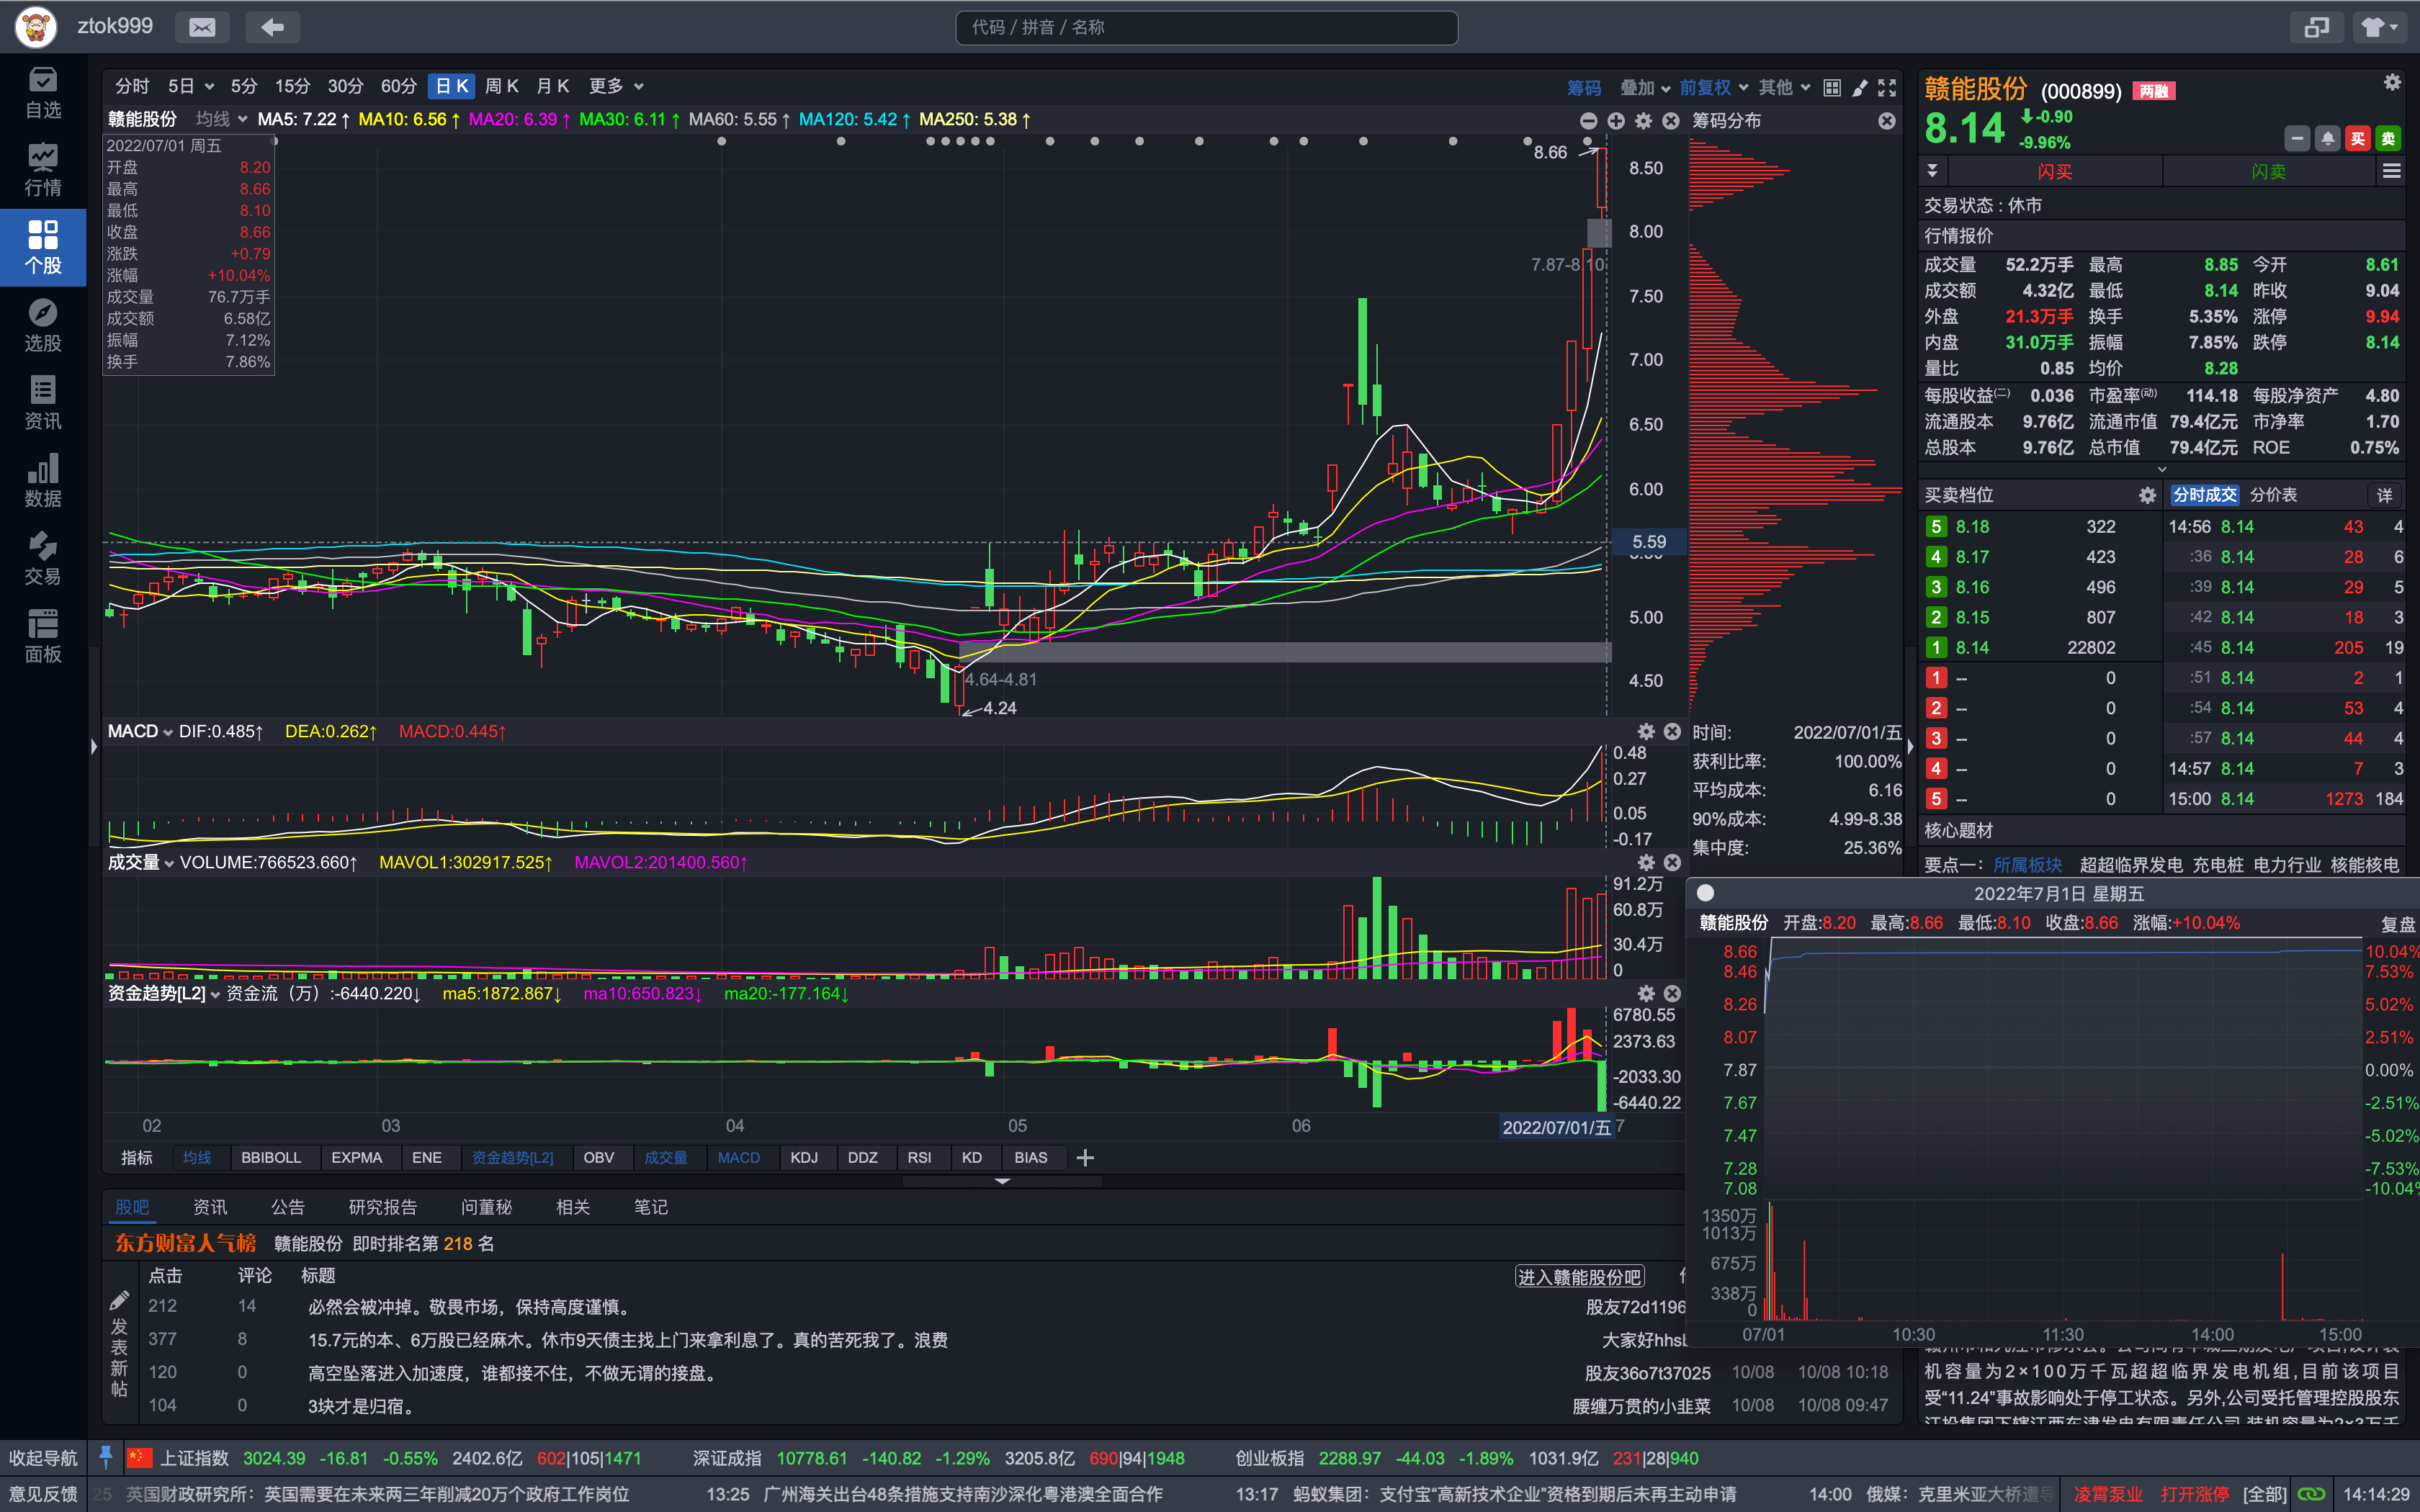 ztok999
代码 / 拼音 / 名称
自选
行情
个股
选股
资讯
数据
交易
面板
分时 5日 5分 15分 30分 60分 日K 周K 月K 更多
筹码 叠加 前复权 其他
赣能股份 均线 MA5: 7.22↑ MA10: 6.56↑ MA20: 6.39↑ MA30: 6.11↑ MA60: 5.55↑ MA120: 5.42↑ MA250: 5.38↑
筹码分布
2022/07/01 周五
开盘 8.20
最高 8.66
最低 8.10
收盘 8.66
涨跌 +0.79
涨幅 +10.04%
成交量 76.7万手
成交额 6.58亿
振幅 7.12%
换手 7.86%
8.66
7.87-8.10
4.64-4.81
4.24
8.50
8.00
7.50
7.00
6.50
6.00
5.59
5.00
4.50
MACD DIF:0.485↑ DEA:0.262↑ MACD:0.445↑
0.48
0.27
0.05
-0.17
成交量 VOLUME:766523.660↑ MAVOL1:302917.525↑ MAVOL2:201400.560↑
91.2万
60.8万
30.4万
0
资金趋势[L2] 资金流（万）:-6440.220↓ ma5:1872.867↓ ma10:650.823↓ ma20:-177.164↓
6780.55
2373.63
-2033.30
-6440.22
02 03 04 05 06 2022/07/01/五 7
时间: 2022/07/01/五
获利比率: 100.00%
平均成本: 6.16
90%成本: 4.99-8.38
集中度: 25.36%
指标 均线 BBIBOLL EXPMA ENE 资金趋势[L2] OBV 成交量 MACD KDJ DDZ RSI KD BIAS
股吧 资讯 公告 研究报告 问董秘 相关 笔记
东方财富人气榜 赣能股份 即时排名第 218 名
点击 评论 标题 进入赣能股份吧
212 14 必然会被冲掉。敬畏市场，保持高度谨慎。 股友72d1196
377 8 15.7元的本、6万股已经麻木。休市9天债主找上门来拿利息了。真的苦死我了。浪费 大家好hhsl
120 0 高空坠落进入加速度，谁都接不住，不做无谓的接盘。 股友36o7t37025 10/08 10/08 10:18
104 0 3块才是归宿。 腰缠万贯的小韭菜 10/08 10/08 09:47
发表新帖
赣能股份 (000899) 两融
8.14 -0.90
-9.96%
买 卖
闪买 闪卖
交易状态 : 休市
行情报价
成交量 52.2万手 最高 8.85 今开 8.61
成交额 4.32亿 最低 8.14 昨收 9.04
外盘 21.3万手 换手 5.35% 涨停 9.94
内盘 31.0万手 振幅 7.85% 跌停 8.14
量比 0.85 均价 8.28
每股收益(二) 0.036 市盈率(动) 114.18 每股净资产 4.80
流通股本 9.76亿 流通市值 79.4亿元 市净率 1.70
总股本 9.76亿 总市值 79.4亿元 ROE 0.75%
买卖档位 分时成交 分价表 详
5 8.18 322 14:56 8.14 43 4
4 8.17 423 :36 8.14 28 6
3 8.16 496 :39 8.14 29 5
2 8.15 807 :42 8.14 18 3
1 8.14 22802 :45 8.14 205 19
1 -- 0 :51 8.14 2 1
2 -- 0 :54 8.14 53 4
3 -- 0 :57 8.14 44 4
4 -- 0 14:57 8.14 7 3
5 -- 0 15:00 8.14 1273 184
核心题材
要点一： 所属板块 超超临界发电 充电桩 电力行业 核能核电
2022年7月1日 星期五
赣能股份 开盘:8.20 最高:8.66 最低:8.10 收盘:8.66 涨幅:+10.04% 复盘
8.66 10.04%
8.46 7.53%
8.26 5.02%
8.07 2.51%
7.87 0.00%
7.67 -2.51%
7.47 -5.02%
7.28 -7.53%
7.08 -10.04%
1350万
1013万
675万
338万
0
07/01 10:30 11:30 14:00 15:00
机容量为2×100万千瓦超超临界发电机组,目前该项目
受“11.24”事故影响处于停工状态。另外,公司受托管理控股股东
收起导航 上证指数 3024.39 -16.81 -0.55% 2402.6亿 602|105|1471 深证成指 10778.61 -140.82 -1.29% 3205.8亿 690|94|1948 创业板指 2288.97 -44.03 -1.89% 1031.9亿 231|28|940
意见反馈 25 英国财政研究所：英国需要在未来两三年削减20万个政府工作岗位 13:25 广州海关出台48条措施支持南沙深化粤港澳全面合作 13:17 蚂蚁集团：支付宝“高新技术企业”资格到期后未再主动申请 14:00 俄媒：克里米亚大桥遭导 凌霄泵业 打开涨停 [全部] 14:14:29